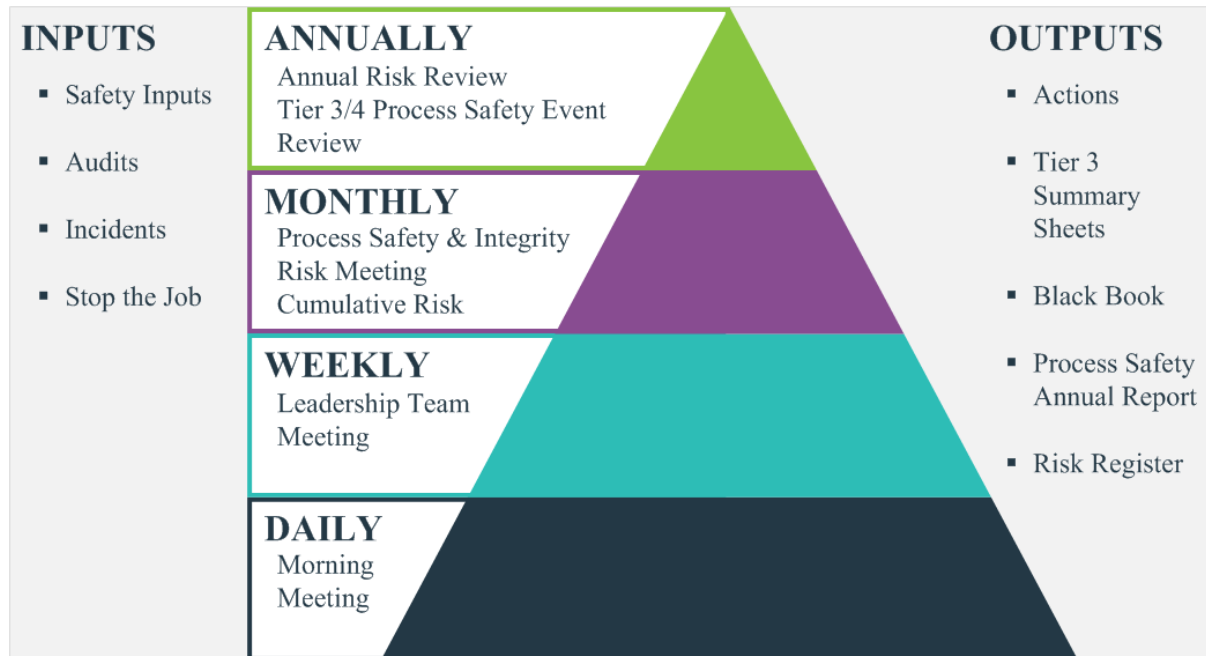 INPUTS
▪ Safety Inputs
▪ Audits
▪ Incidents
▪ Stop the Job
ANNUALLY
Annual Risk Review
Tier 3/4 Process Safety Event
Review
MONTHLY
Process Safety & Integrity
Risk Meeting
Cumulative Risk
WEEKLY
Leadership Team
Meeting
DAILY
Morning
Meeting
OUTPUTS
▪ Actions
▪ Tier 3
Summary
Sheets
▪ Black Book
▪ Process Safety
Annual Report
▪ Risk Register